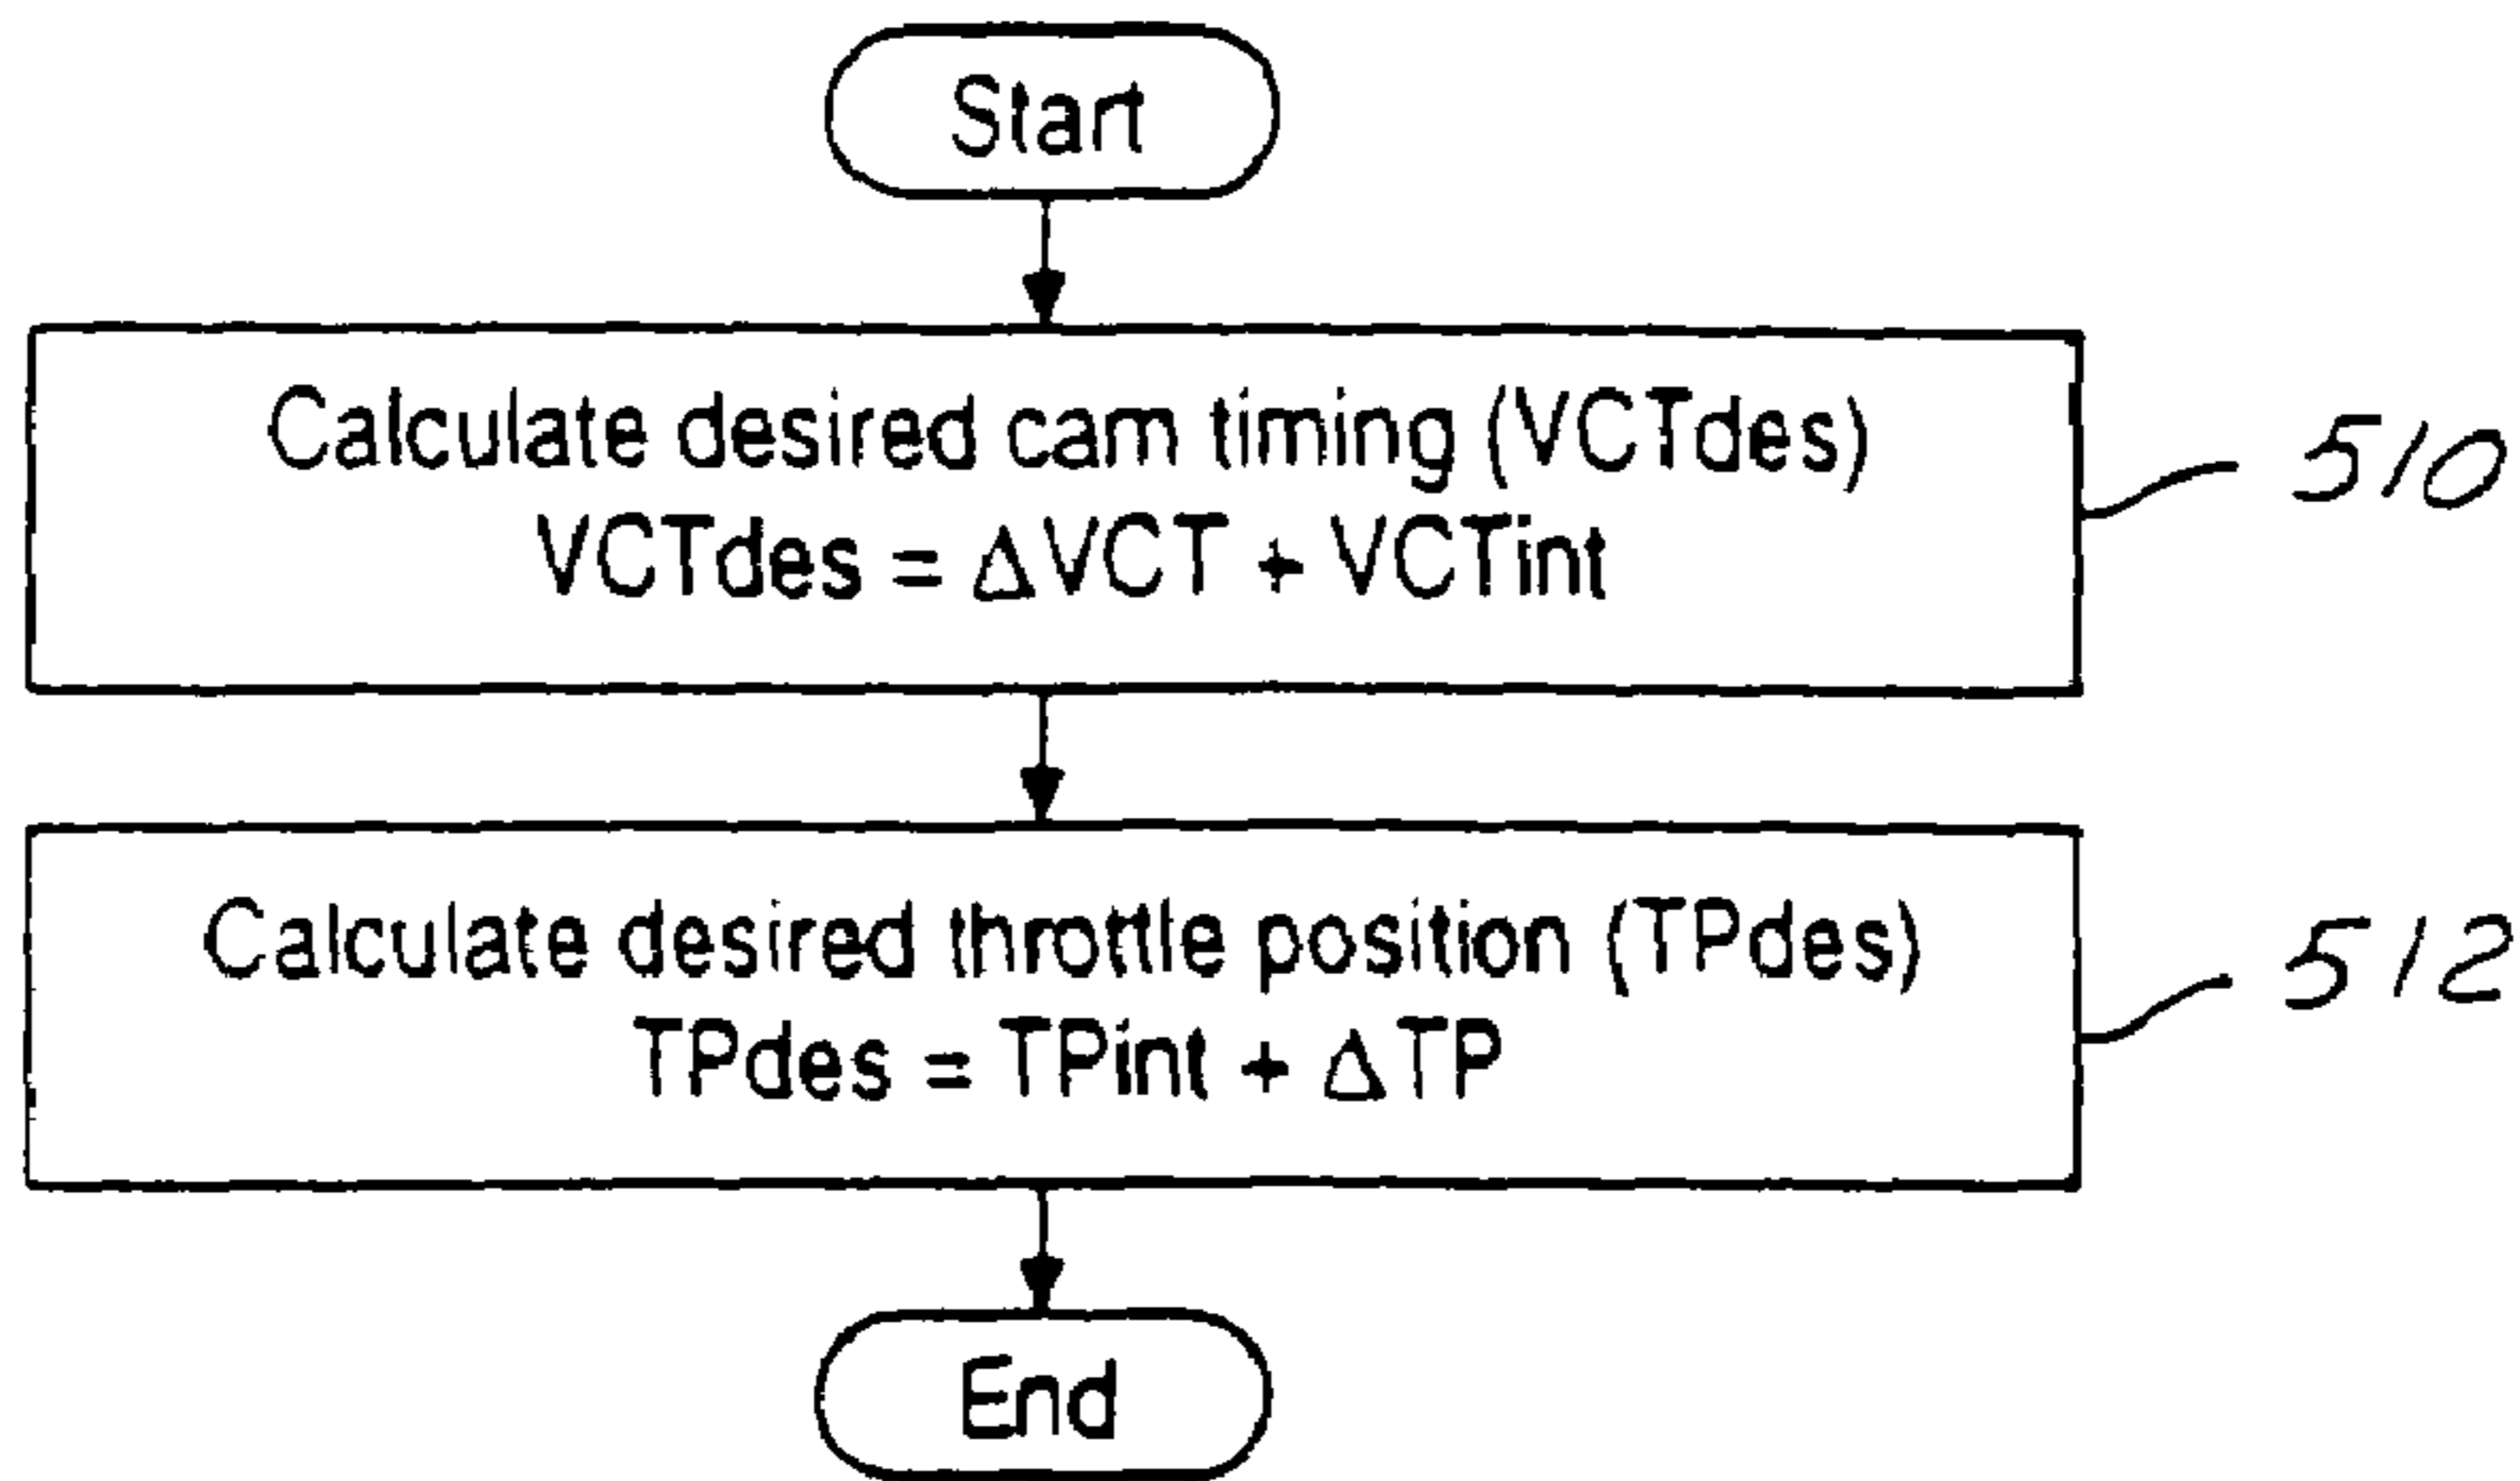 Start
Calculate desired cam timing (VCTdes)
VCTdes = ΔVCT + VCTint
510
Calculate desired throttle position (TPdes)
TPdes = TPint + ΔTP
512
End